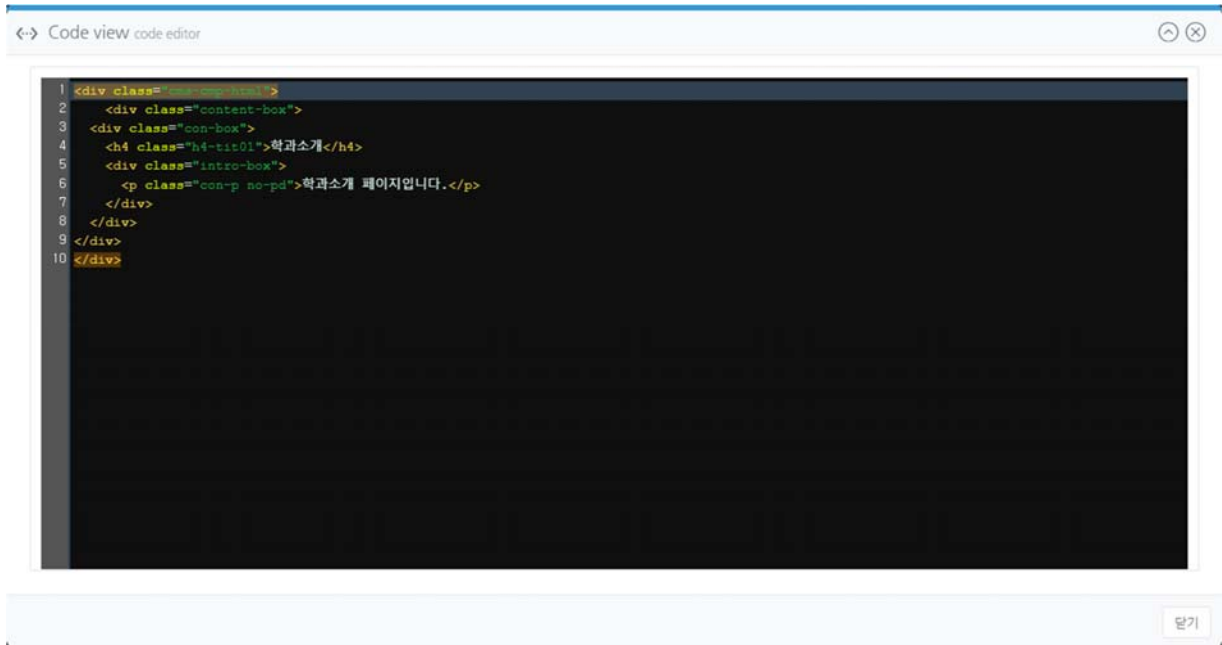 Code view code editor
1 <div class="cms-cmp-html">
2 <div class="content-box">
3 <div class="con-box">
4 <h4 class="h4-tit01">학과소개</h4>
5 <div class="intro-box">
6 <p class="con-p no-pd">학과소개 페이지입니다.</p>
7 </div>
8 </div>
9 </div>
10 </div>
닫기